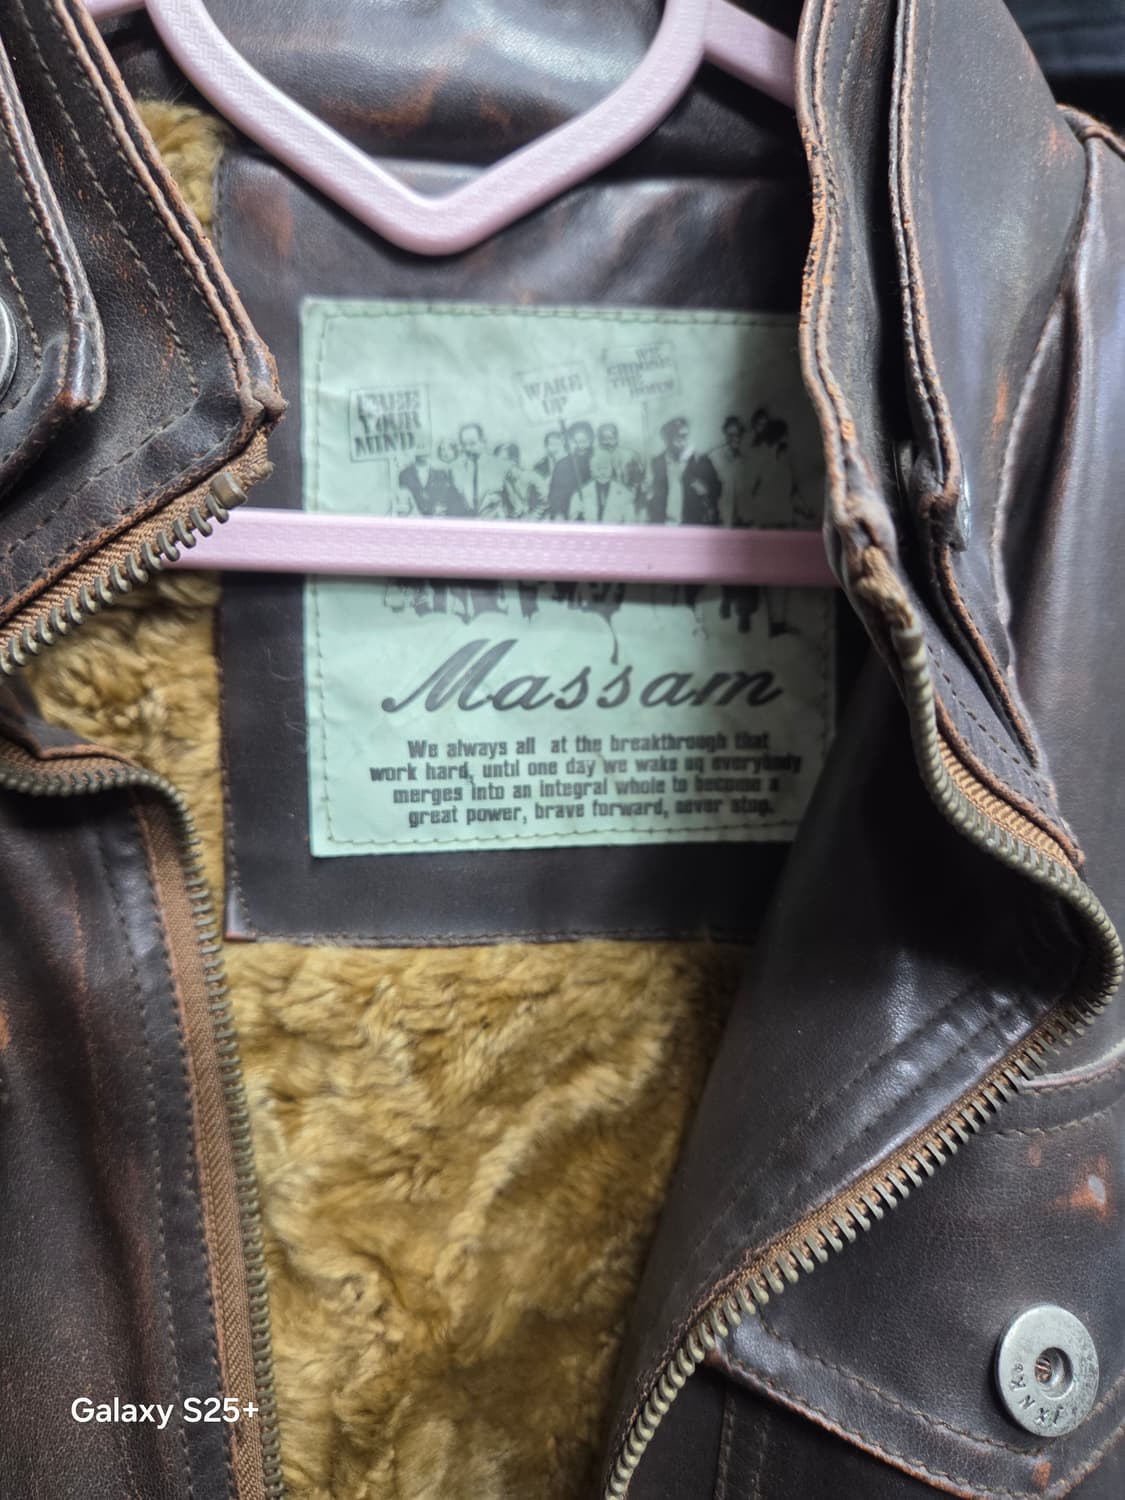 FREE
YOUR
MIND
WAKE
UP
Massam
We always all at the breakthrough that
work hard, until one day we wake up everybody
merges into an integral whole to become a
great power, brave forward, never stop.
Galaxy S25+